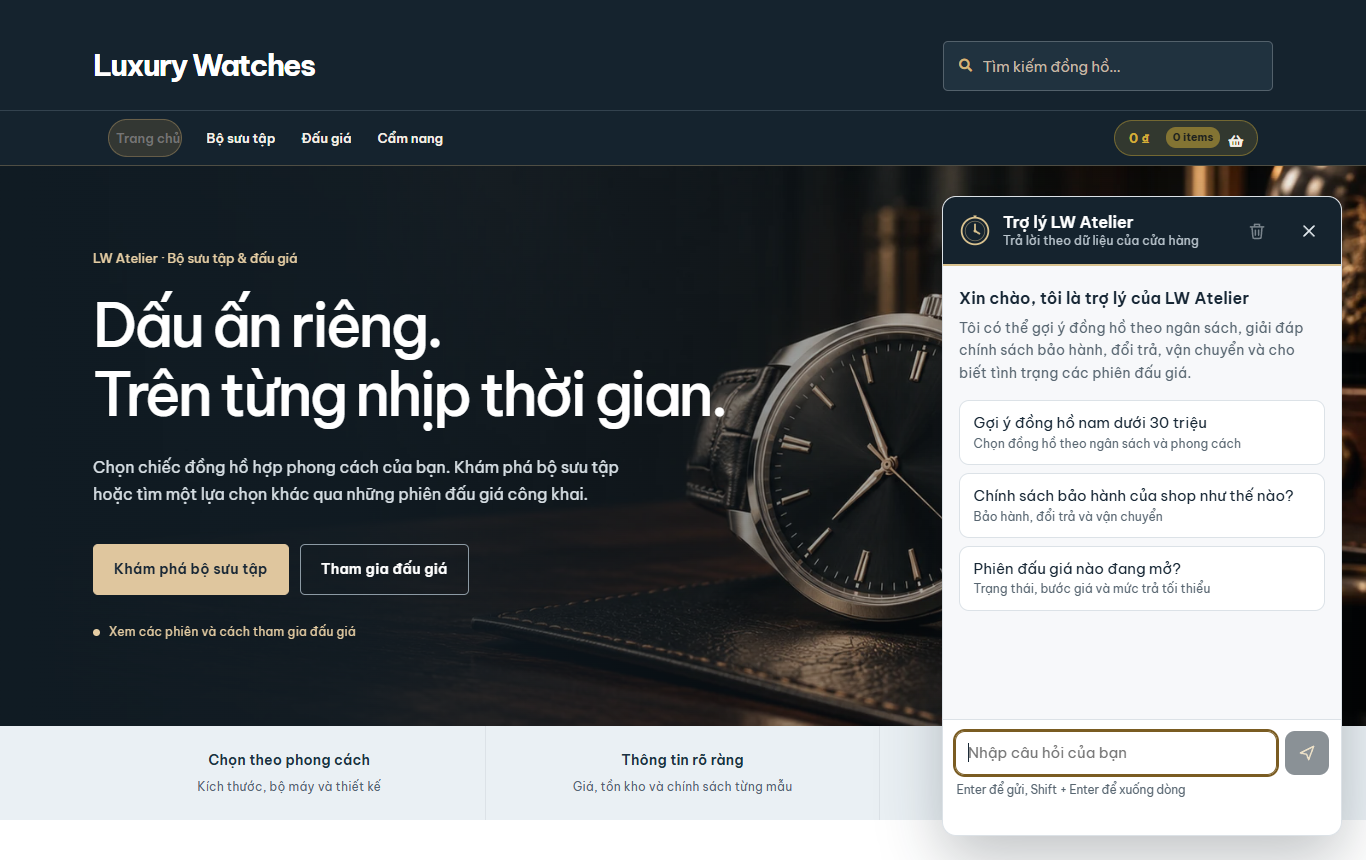 Luxury Watches
Tìm kiếm đồng hồ...
Trang chủ
Bộ sưu tập
Đấu giá
Cẩm nang
0 ₫
0 items
LW Atelier · Bộ sưu tập & đấu giá
Dấu ấn riêng.
Trên từng nhịp thời gian.
Chọn chiếc đồng hồ hợp phong cách của bạn. Khám phá bộ sưu tập
hoặc tìm một lựa chọn khác qua những phiên đấu giá công khai.
Khám phá bộ sưu tập
Tham gia đấu giá
Xem các phiên và cách tham gia đấu giá
Chọn theo phong cách
Kích thước, bộ máy và thiết kế
Thông tin rõ ràng
Giá, tồn kho và chính sách từng mẫu
Trợ lý LW Atelier
Trả lời theo dữ liệu của cửa hàng
Xin chào, tôi là trợ lý của LW Atelier
Tôi có thể gợi ý đồng hồ theo ngân sách, giải đáp
chính sách bảo hành, đổi trả, vận chuyển và cho
biết tình trạng các phiên đấu giá.
Gợi ý đồng hồ nam dưới 30 triệu
Chọn đồng hồ theo ngân sách và phong cách
Chính sách bảo hành của shop như thế nào?
Bảo hành, đổi trả và vận chuyển
Phiên đấu giá nào đang mở?
Trạng thái, bước giá và mức trả tối thiểu
Nhập câu hỏi của bạn
Enter để gửi, Shift + Enter để xuống dòng